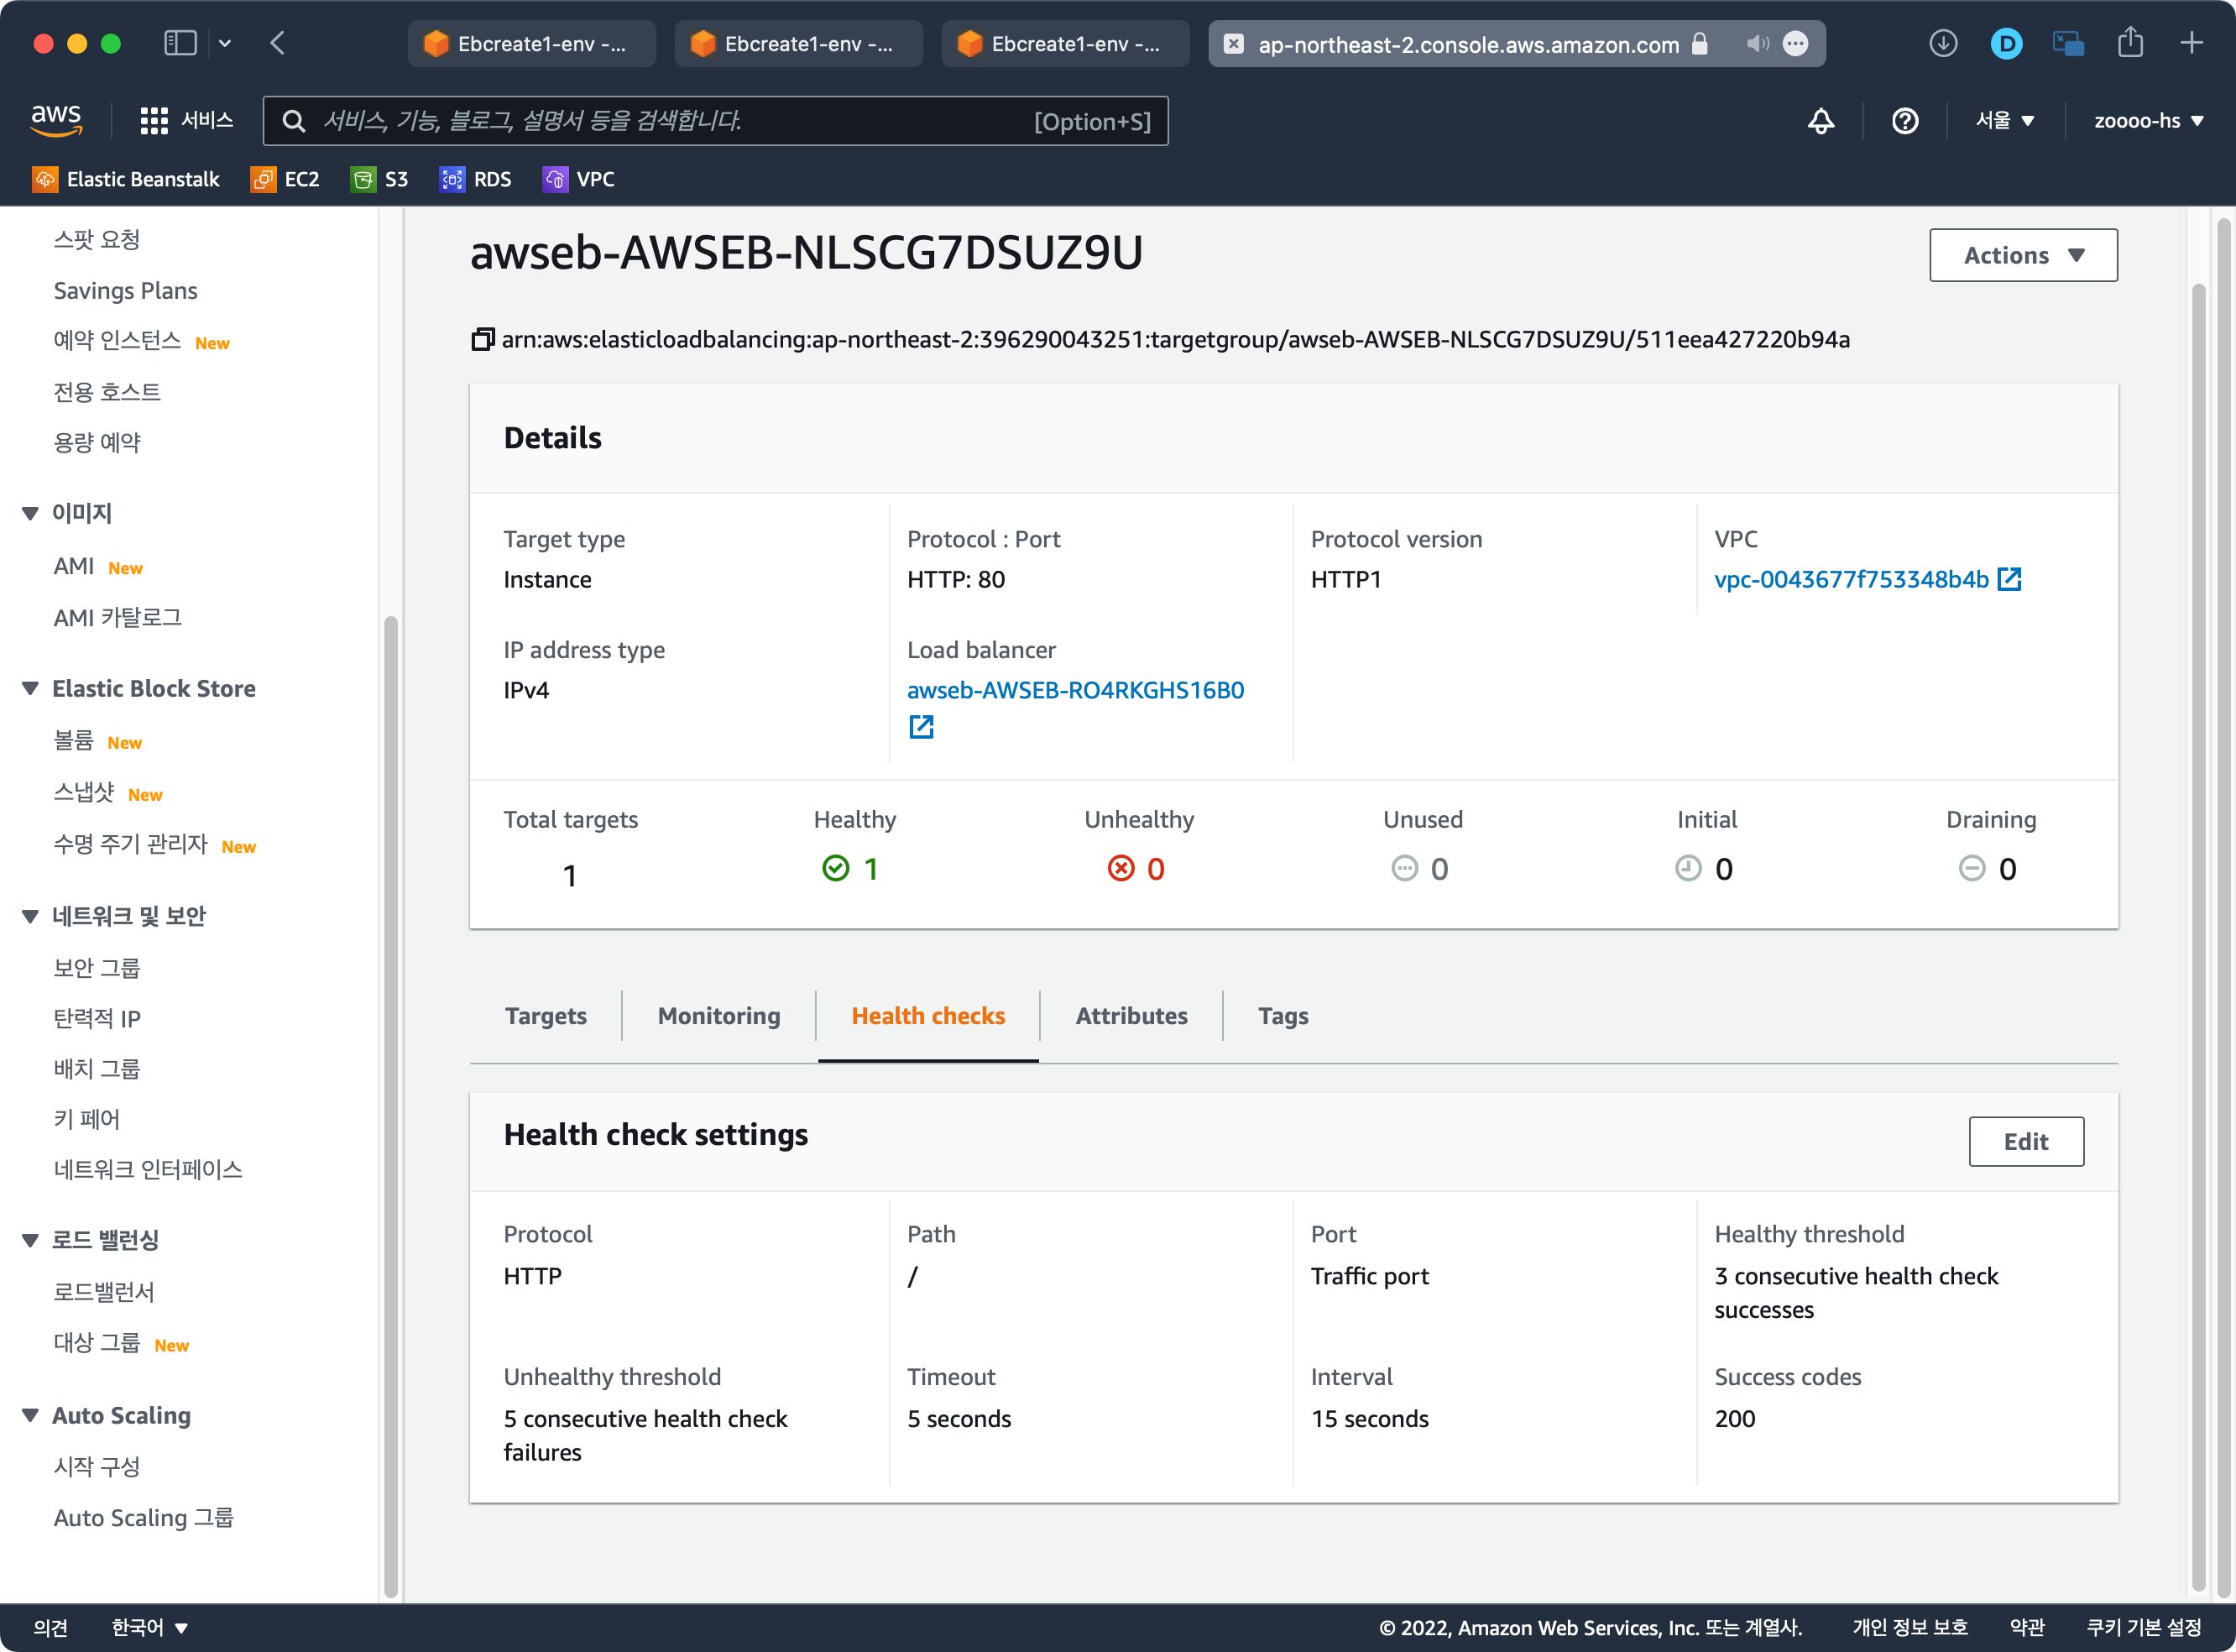 Ebcreate1-env -...
Ebcreate1-env -...
Ebcreate1-env -...
ap-northeast-2.console.aws.amazon.com
D
aws
서비스
서비스, 기능, 블로그, 설명서 등을 검색합니다.
[Option+S]
서울
zoooo-hs
Elastic Beanstalk
EC2
S3
RDS
VPC
스팟 요청
Savings Plans
예약 인스턴스 New
전용 호스트
용량 예약
이미지
AMI New
AMI 카탈로그
Elastic Block Store
볼륨 New
스냅샷 New
수명 주기 관리자 New
네트워크 및 보안
보안 그룹
탄력적 IP
배치 그룹
키 페어
네트워크 인터페이스
로드 밸런싱
로드밸런서
대상 그룹 New
Auto Scaling
시작 구성
Auto Scaling 그룹
awseb-AWSEB-NLSCG7DSUZ9U
Actions
arn:aws:elasticloadbalancing:ap-northeast-2:396290043251:targetgroup/awseb-AWSEB-NLSCG7DSUZ9U/511eea427220b94a
Details
Target type
Instance
Protocol : Port
HTTP: 80
Protocol version
HTTP1
VPC
vpc-0043677f753348b4b
IP address type
IPv4
Load balancer
awseb-AWSEB-RO4RKGHS16B0
Total targets
1
Healthy
1
Unhealthy
0
Unused
0
Initial
0
Draining
0
Targets
Monitoring
Health checks
Attributes
Tags
Health check settings
Edit
Protocol
HTTP
Path
/
Port
Traffic port
Healthy threshold
3 consecutive health check
successes
Unhealthy threshold
5 consecutive health check
failures
Timeout
5 seconds
Interval
15 seconds
Success codes
200
의견
한국어
© 2022, Amazon Web Services, Inc. 또는 계열사.
개인 정보 보호
약관
쿠키 기본 설정